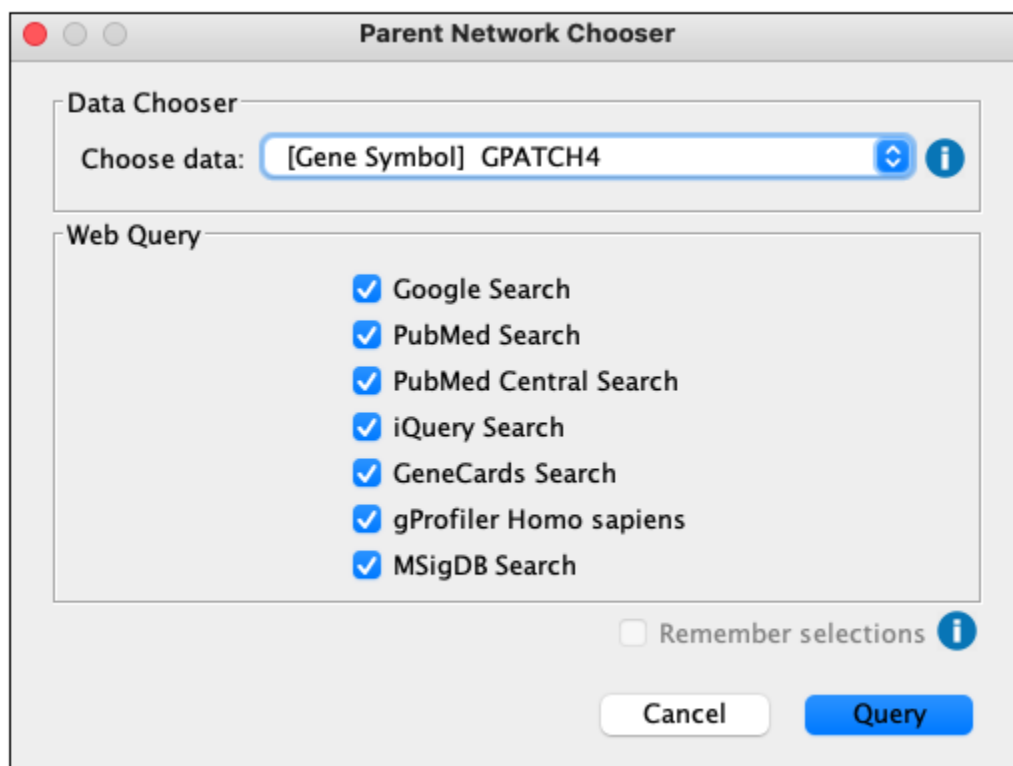 Parent Network Chooser
Data Chooser
Choose data: [Gene Symbol] GPATCH4
Web Query
Google Search
PubMed Search
PubMed Central Search
iQuery Search
GeneCards Search
gProfiler Homo sapiens
MSigDB Search
Remember selections
Cancel Query